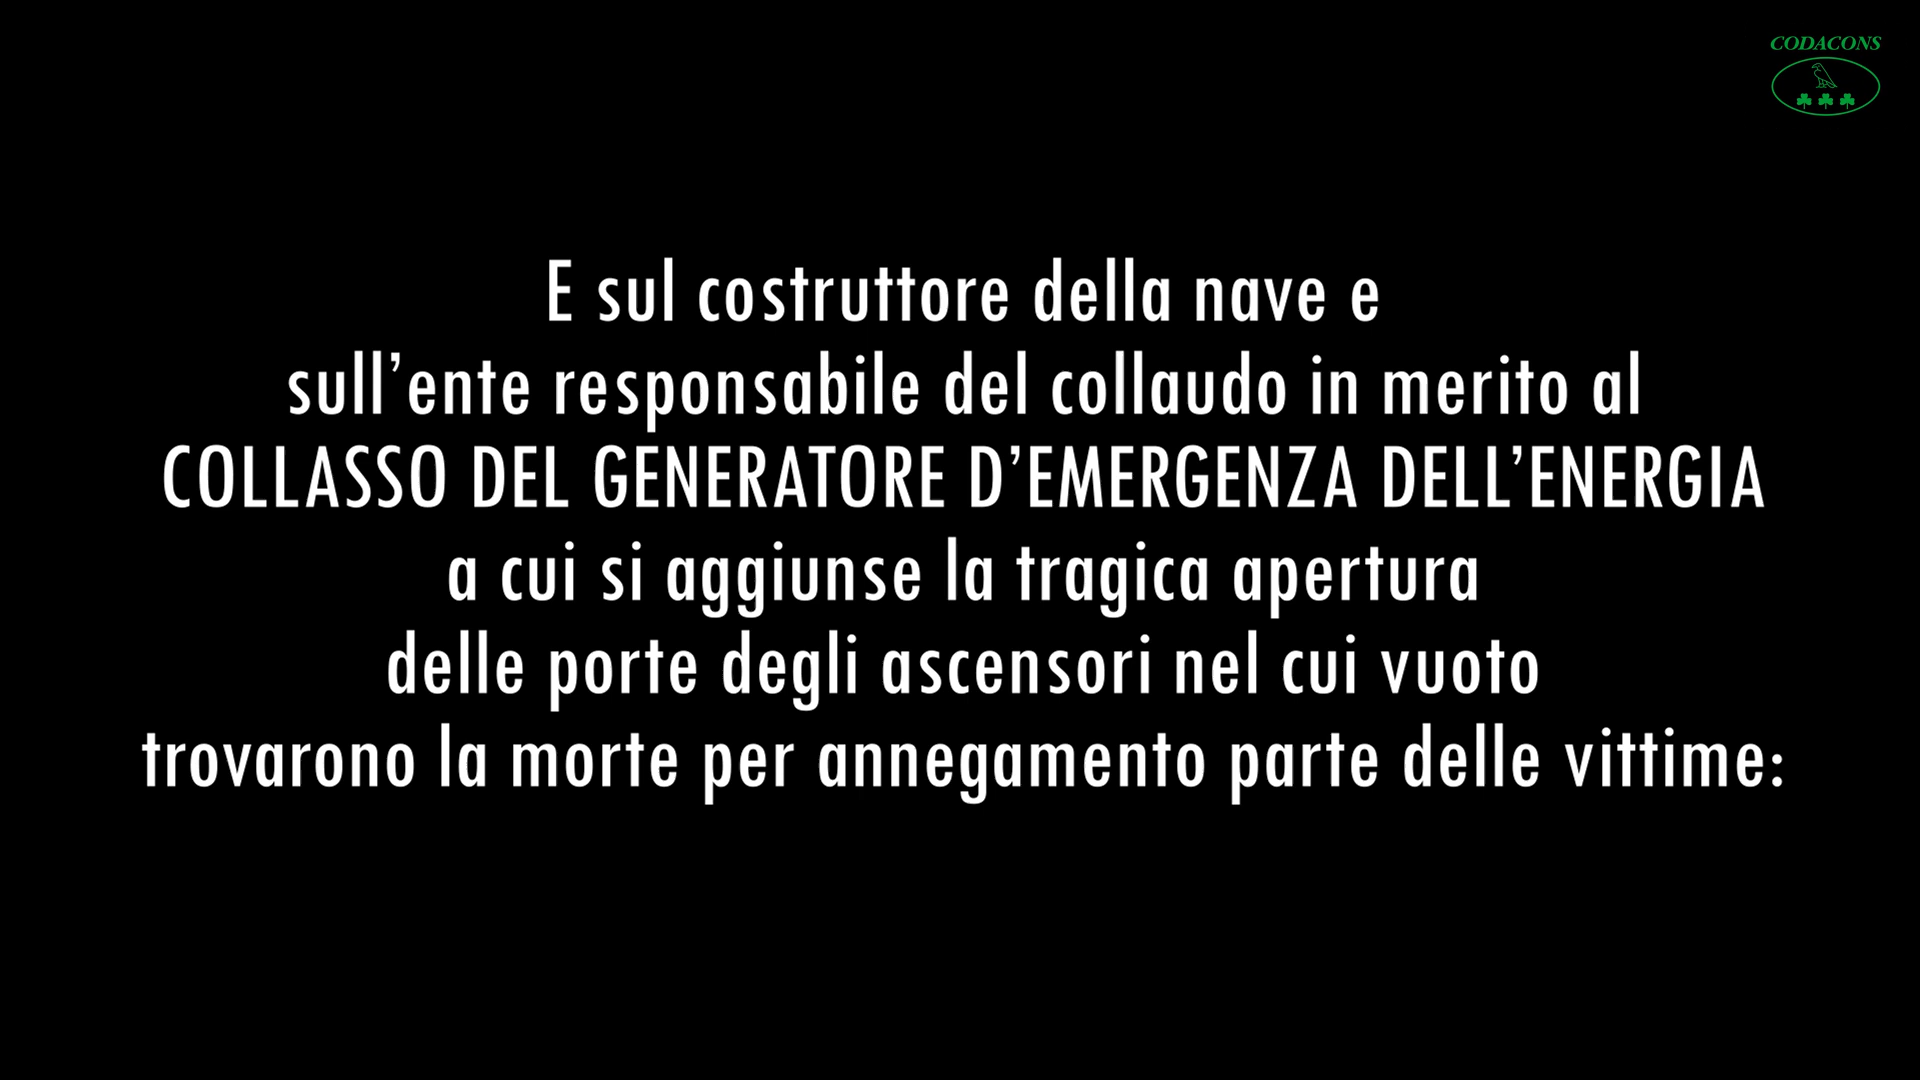 CODACONS
E sul costruttore della nave e
sull’ente responsabile del collaudo in merito al
COLLASSO DEL GENERATORE D’EMERGENZA DELL’ENERGIA
a cui si aggiunse la tragica apertura
delle porte degli ascensori nel cui vuoto
trovarono la morte per annegamento parte delle vittime: